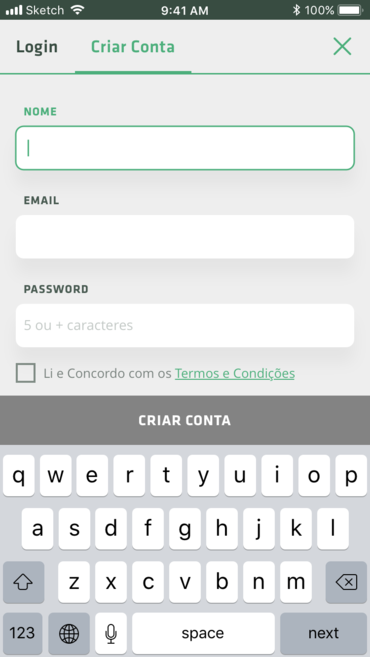 Sketch 9:41 AM 100%
Login Criar Conta
NOME
EMAIL
PASSWORD
5 ou + caracteres
Li e Concordo com os Termos e Condições
CRIAR CONTA
q w e r t y u i o p
a s d f g h j k l
z x c v b n m
123 space next